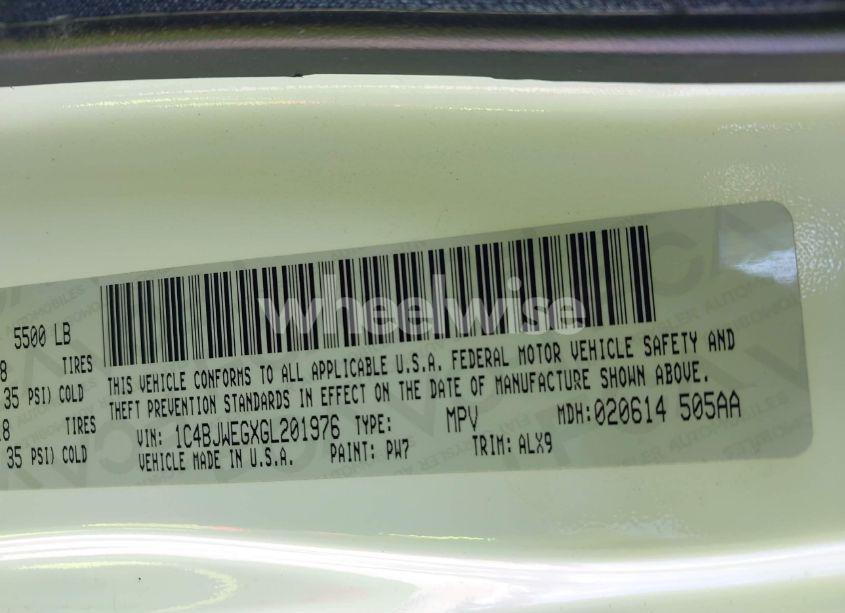 5500 LB
8 TIRES
35 PSI) COLD
18 TIRES
35 PSI) COLD
wheelwise
THIS VEHICLE CONFORMS TO ALL APPLICABLE U.S.A. FEDERAL MOTOR VEHICLE SAFETY AND
THEFT PREVENTION STANDARDS IN EFFECT ON THE DATE OF MANUFACTURE SHOWN ABOVE.
VIN: 1C4BJWEGXGL201976 TYPE: MPV MDH:020614 505AA
VEHICLE MADE IN U.S.A. PAINT: PW7 TRIM: ALX9